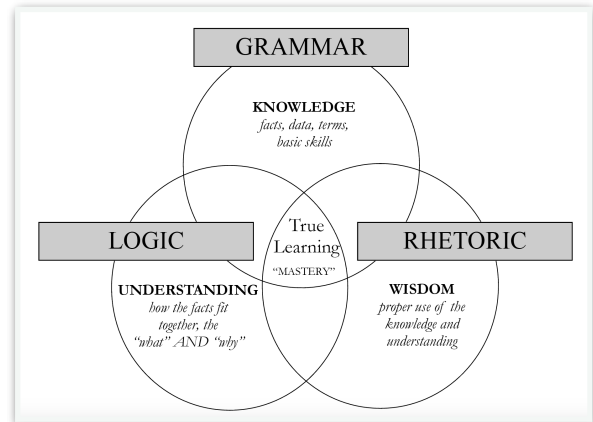 GRAMMAR
KNOWLEDGE
facts, data, terms,
basic skills
True
Learning
"MASTERY"
LOGIC
RHETORIC
UNDERSTANDING
how the facts fit
together, the
“what” AND “why”
WISDOM
proper use of the
knowledge and
understanding